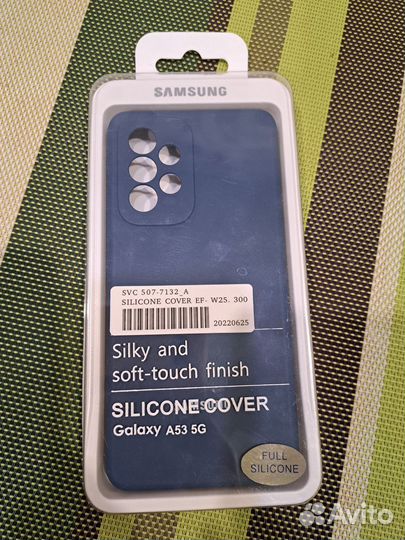 SAMSUNG
SVC 507-7132_A
SILICONE COVER EF- W25. 300
20220625
Silky and
soft-touch finish
SILICONE COVER
Galaxy A53 5G
FULL
SILICONE
Avito